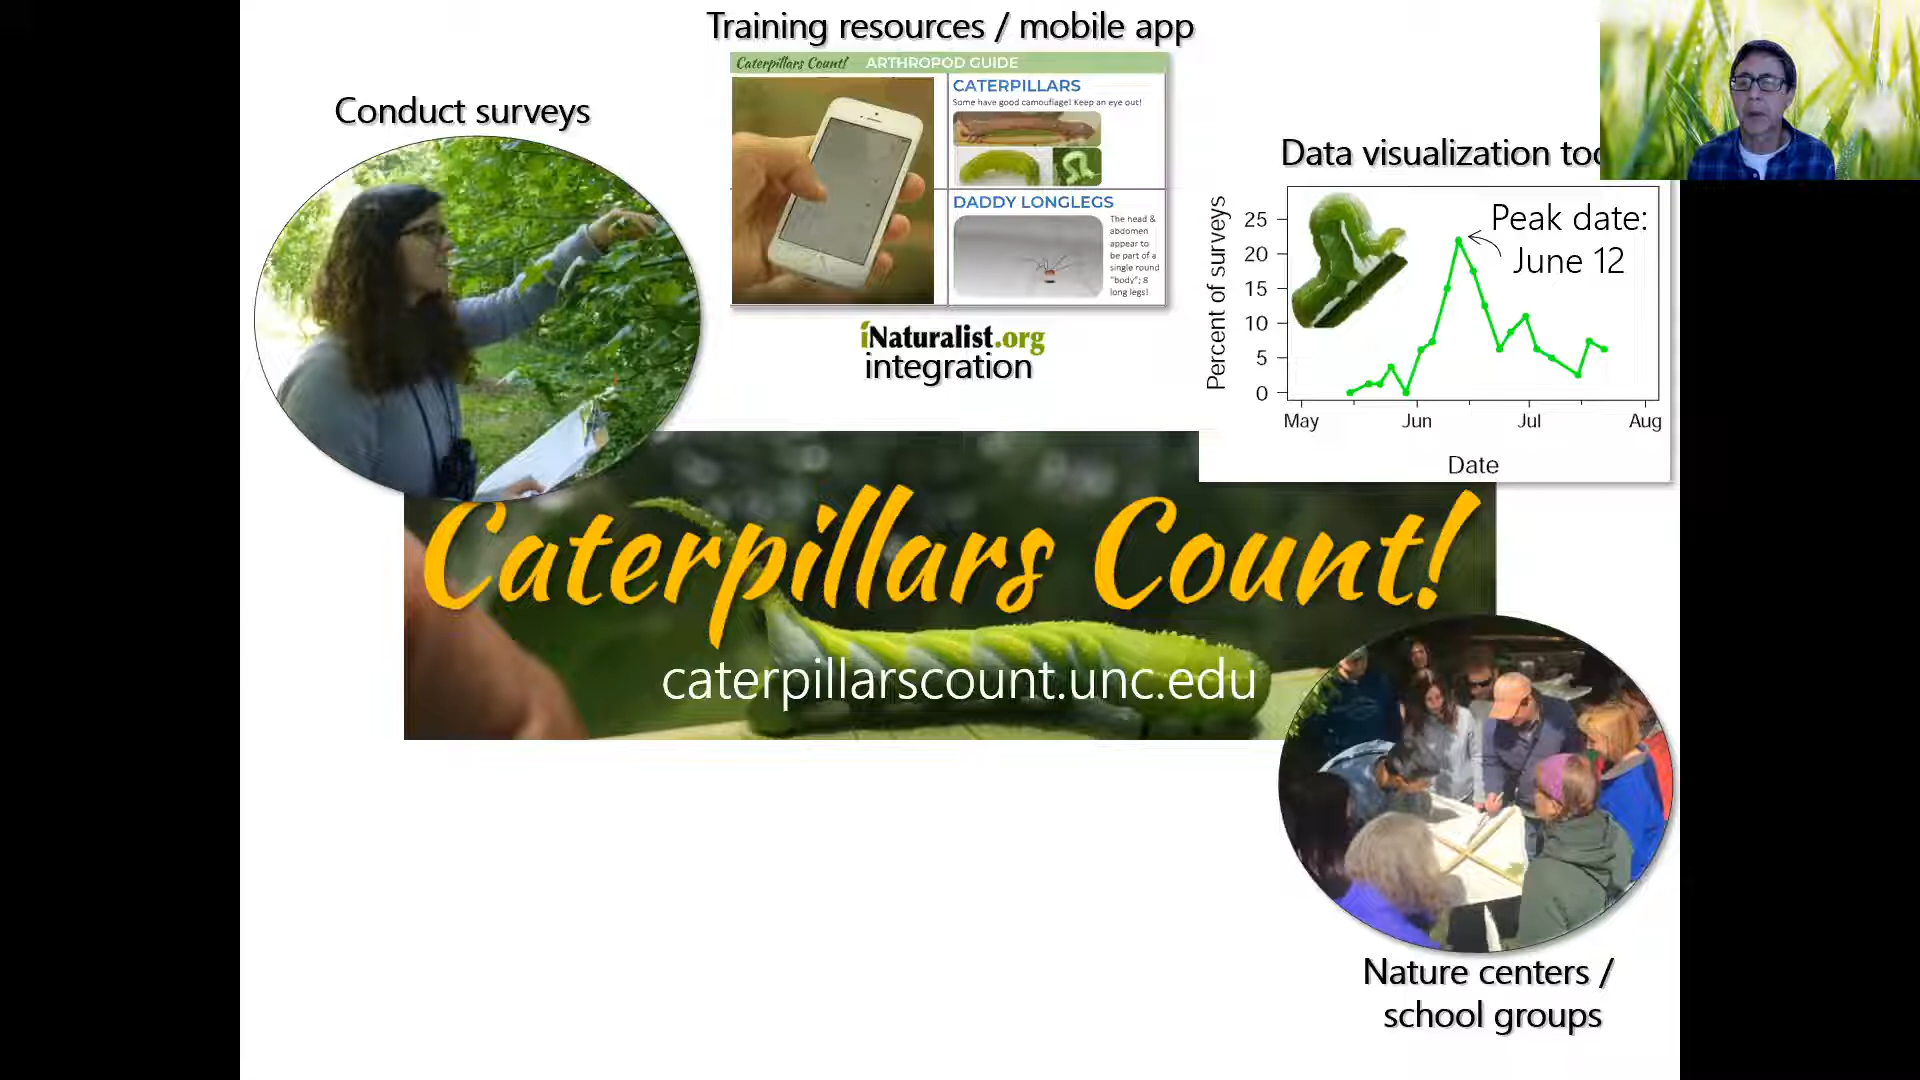 Training resources / mobile app
Caterpillars Count! ARTHROPOD GUIDE
CATERPILLARS
Some have good camouflage! Keep an eye out!
DADDY LONGLEGS
The head &
abdomen
appear to
be part of a
single round
"body"; 8
long legs!
iNaturalist.org
integration
Conduct surveys
Data visualization
Percent of surveys
25
20
15
10
5
0
Peak date:
June 12
May Jun Jul Aug
Date
Caterpillars Count!
caterpillarscount.unc.edu
Nature centers /
school groups